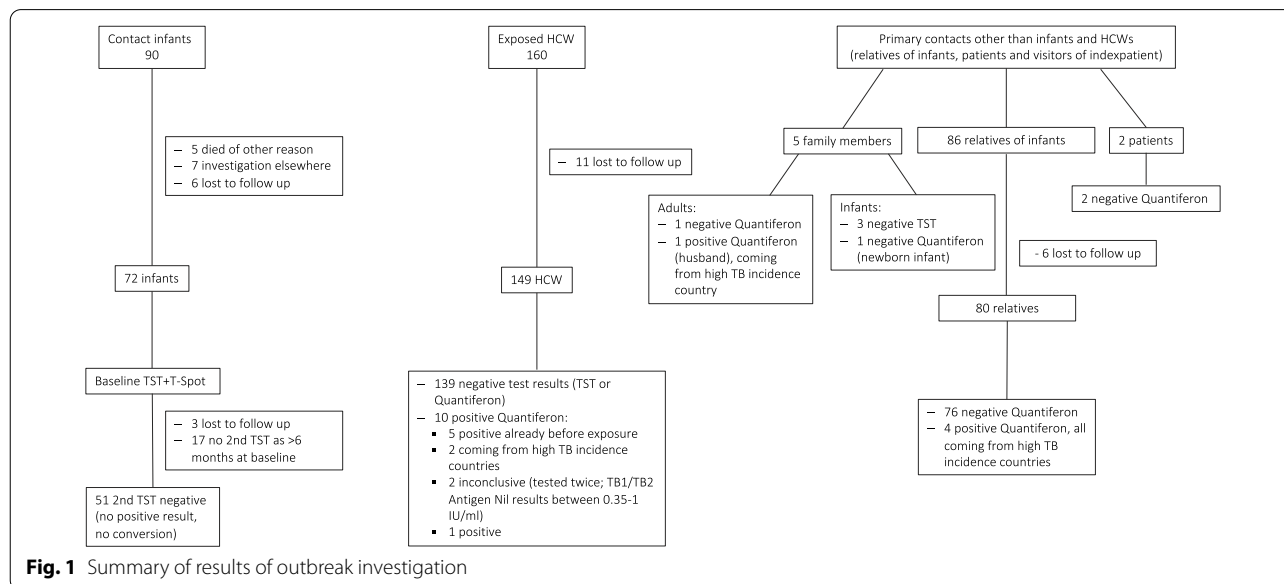 Contact infants
90
– 5 died of other reason
– 7 investigation elsewhere
– 6 lost to follow up
72 infants
Baseline TST+T-Spot
– 3 lost to follow up
– 17 no 2nd TST as >6
months at baseline
51 2nd TST negative
(no positive result,
no conversion)
Exposed HCW
160
– 11 lost to follow up
149 HCW
– 139 negative test results (TST or
Quantiferon)
– 10 positive Quantiferon:
▪ 5 positive already before exposure
▪ 2 coming from high TB incidence
countries
▪ 2 inconclusive (tested twice; TB1/TB2
Antigen Nil results between 0.35-1
IU/ml)
▪ 1 positive
Primary contacts other than infants and HCWs
(relatives of infants, patients and visitors of indexpatient)
5 family members
Adults:
– 1 negative Quantiferon
– 1 positive Quantiferon
(husband), coming
from high TB incidence
country
Infants:
– 3 negative TST
– 1 negative Quantiferon
(newborn infant)
86 relatives of infants
- 6 lost to follow up
80 relatives
– 76 negative Quantiferon
– 4 positive Quantiferon, all
coming from high TB
incidence countries
2 patients
2 negative Quantiferon
Fig. 1 Summary of results of outbreak investigation